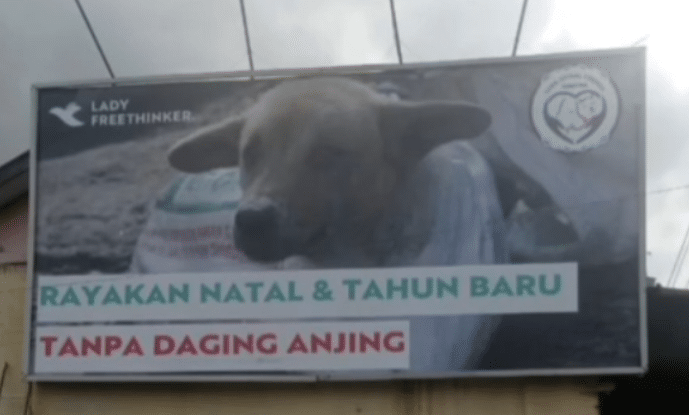 LADY
FREETHINKER
RAYAKAN NATAL & TAHUN BARU
TANPA DAGING ANJING